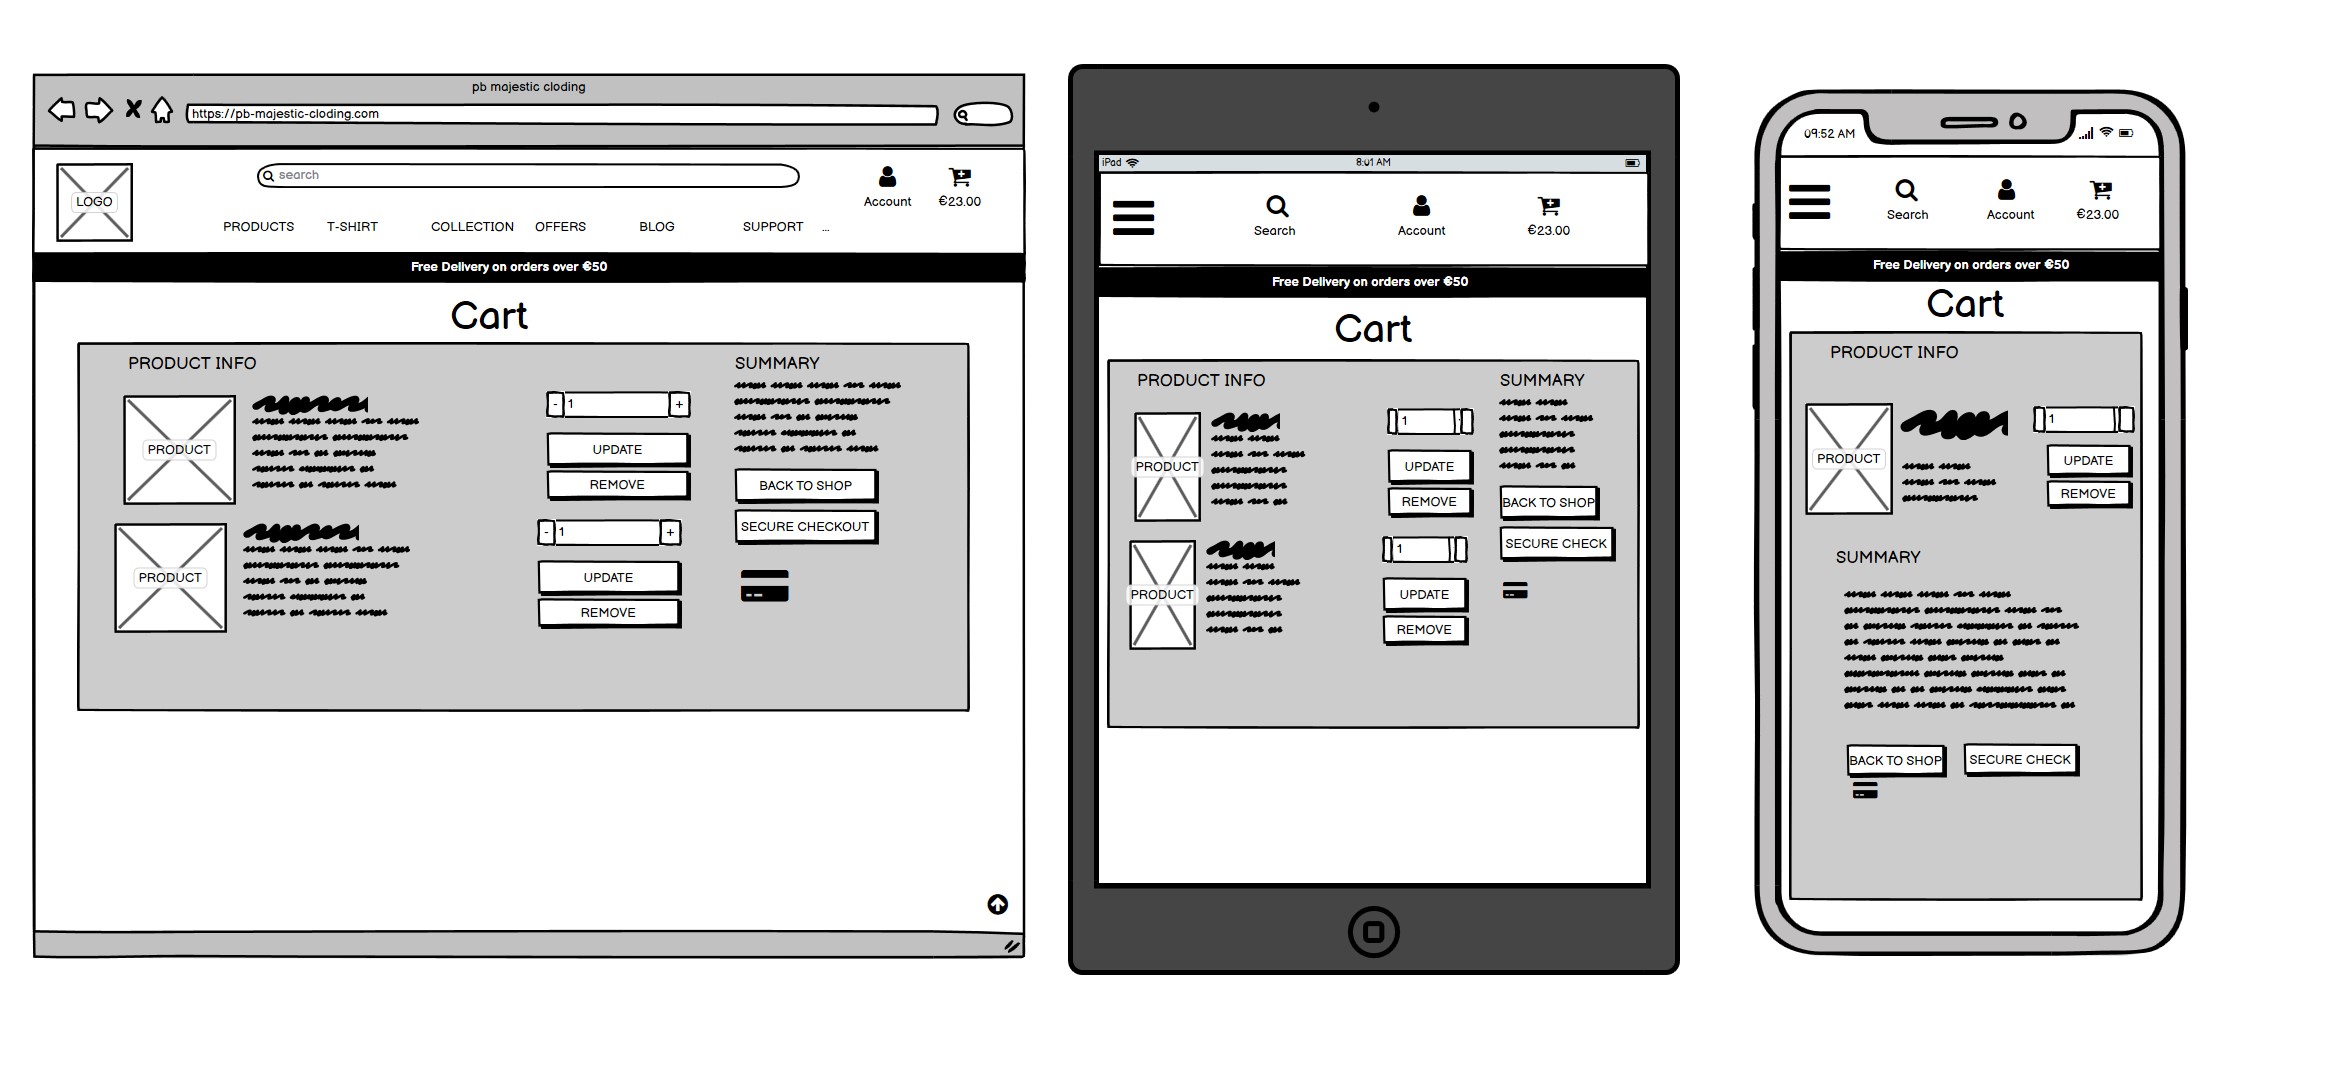 pb majestic cloding
https://pb-majestic-cloding.com
LOGO
search
Account
€23.00
PRODUCTS T-SHIRT COLLECTION OFFERS BLOG SUPPORT ...
Free Delivery on orders over €50
Cart
PRODUCT INFO
SUMMARY
PRODUCT
- 1 +
UPDATE
REMOVE
BACK TO SHOP
SECURE CHECKOUT
PRODUCT
- 1 +
UPDATE
REMOVE
iPad
8:01 AM
Search
Account
€23.00
Free Delivery on orders over €50
Cart
PRODUCT INFO
SUMMARY
PRODUCT
1
UPDATE
REMOVE
BACK TO SHOP
SECURE CHECK
PRODUCT
1
UPDATE
REMOVE
09:52 AM
Search
Account
€23.00
Free Delivery on orders over €50
Cart
PRODUCT INFO
PRODUCT
1
UPDATE
REMOVE
SUMMARY
BACK TO SHOP
SECURE CHECK